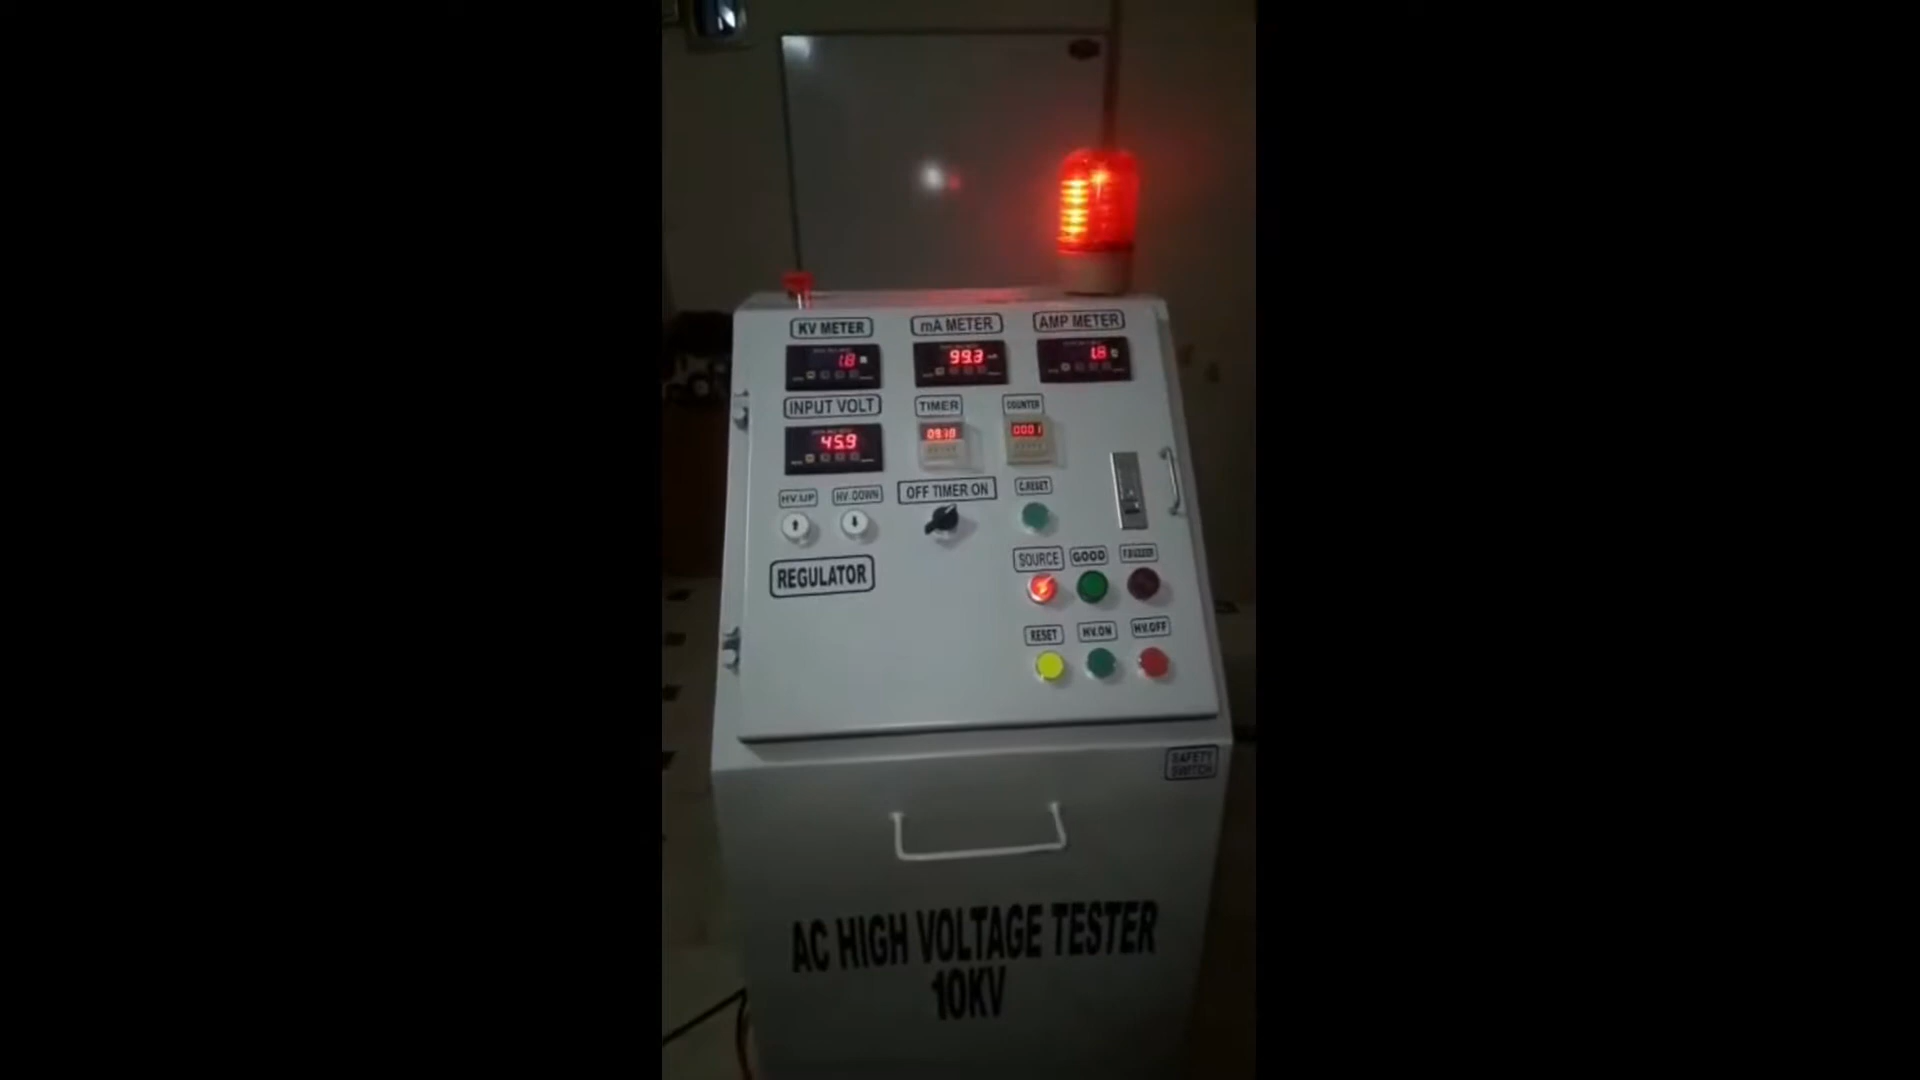 KV METER
mA METER
AMP METER
1.8
99.3
1.8
INPUT VOLT
TIMER
COUNTER
45.9
09.10
0001
HV.UP
HV.DOWN
OFF TIMER ON
C.RESET
SOURCE
GOOD
REGULATOR
RESET
HV.ON
HV.OFF
SAFETY
SWITCH
AC HIGH VOLTAGE TESTER
10KV